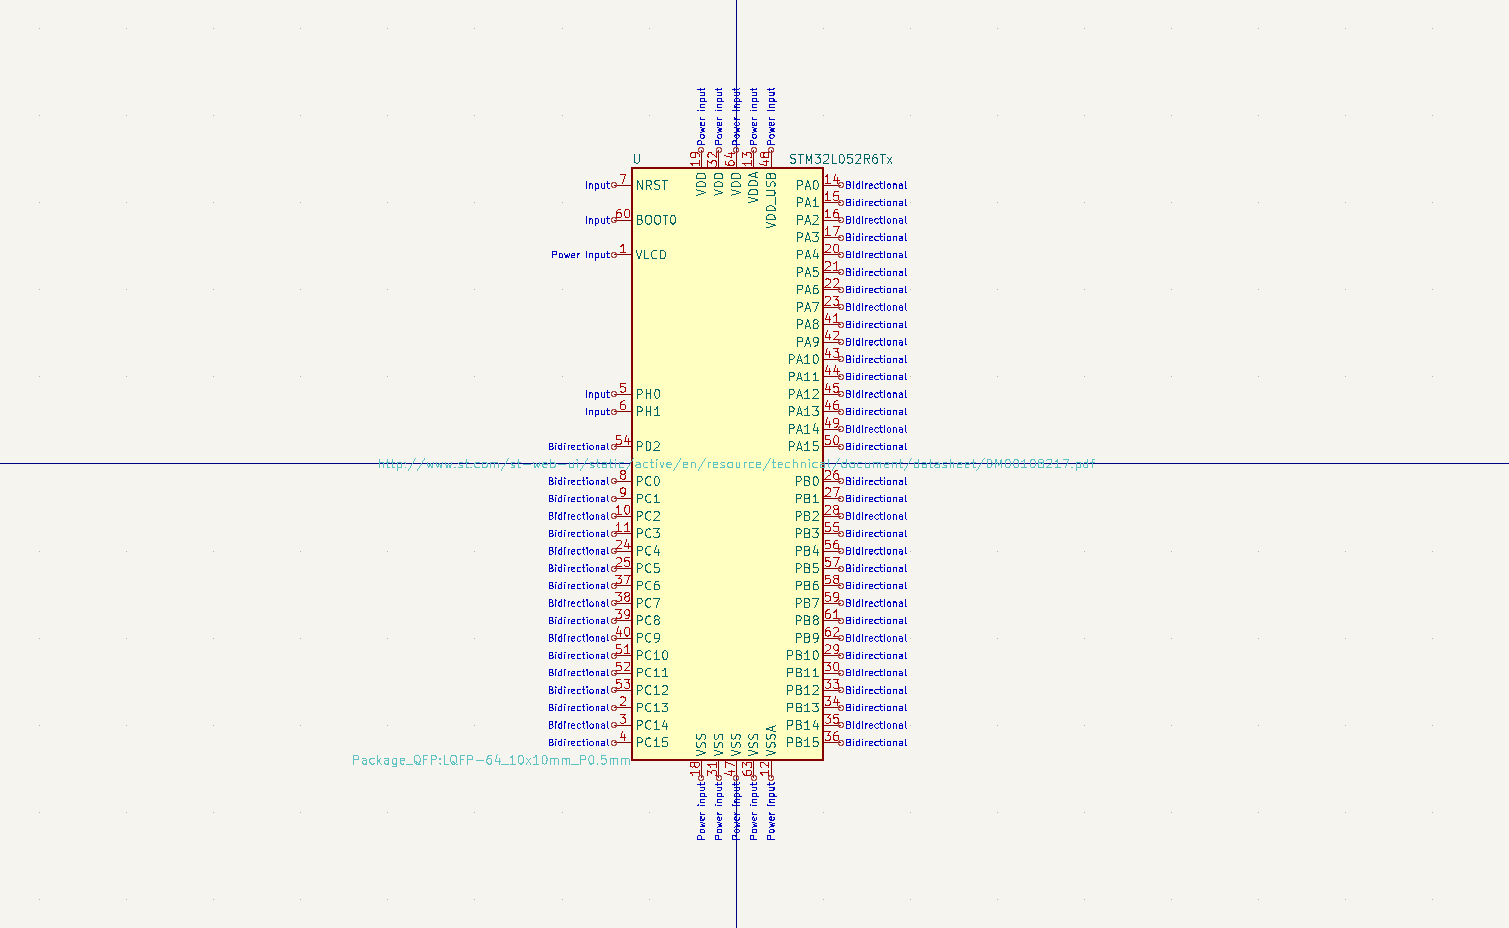 Power Input Power Input Power Input Power Input Power Input
19 32 64 13 48
U STM32L052R6Tx
VDD VDD VDD VDDA VDD_USB
Input 7 NRST PA0 14 Bidirectional
PA1 15 Bidirectional
Input 60 BOOT0 PA2 16 Bidirectional
PA3 17 Bidirectional
Power Input 1 VLCD PA4 20 Bidirectional
PA5 21 Bidirectional
PA6 22 Bidirectional
PA7 23 Bidirectional
PA8 41 Bidirectional
PA9 42 Bidirectional
PA10 43 Bidirectional
PA11 44 Bidirectional
Input 5 PH0 PA12 45 Bidirectional
Input 6 PH1 PA13 46 Bidirectional
PA14 49 Bidirectional
Bidirectional 54 PD2 PA15 50 Bidirectional
http://www.st.com/st-web-ui/static/active/en/resource/technical/document/datasheet/DM00108217.pdf
Bidirectional 8 PC0 PB0 26 Bidirectional
Bidirectional 9 PC1 PB1 27 Bidirectional
Bidirectional 10 PC2 PB2 28 Bidirectional
Bidirectional 11 PC3 PB3 55 Bidirectional
Bidirectional 24 PC4 PB4 56 Bidirectional
Bidirectional 25 PC5 PB5 57 Bidirectional
Bidirectional 37 PC6 PB6 58 Bidirectional
Bidirectional 38 PC7 PB7 59 Bidirectional
Bidirectional 39 PC8 PB8 61 Bidirectional
Bidirectional 40 PC9 PB9 62 Bidirectional
Bidirectional 51 PC10 PB10 29 Bidirectional
Bidirectional 52 PC11 PB11 30 Bidirectional
Bidirectional 53 PC12 PB12 33 Bidirectional
Bidirectional 2 PC13 PB13 34 Bidirectional
Bidirectional 3 PC14 PB14 35 Bidirectional
Bidirectional 4 PC15 PB15 36 Bidirectional
VSS VSS VSS VSS VSSA
Package_QFP:LQFP-64_10x10mm_P0.5mm
18 31 47 63 12
Power Input Power Input Power Input Power Input Power Input